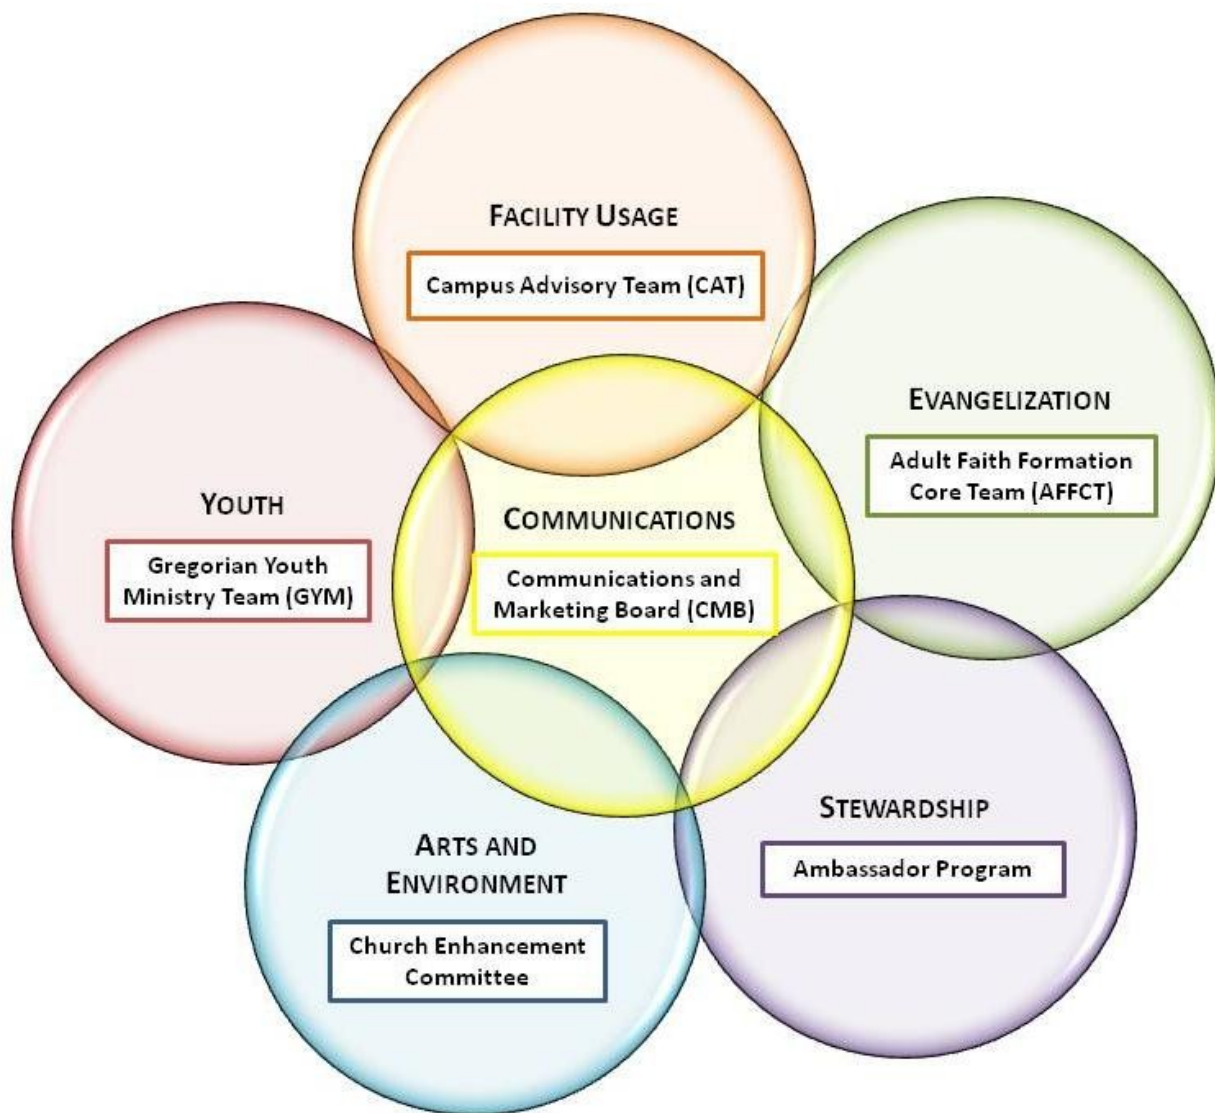 FACILITY USAGE
Campus Advisory Team (CAT)
EVANGELIZATION
Adult Faith Formation
Core Team (AFFCT)
YOUTH
Gregorian Youth
Ministry Team (GYM)
COMMUNICATIONS
Communications and
Marketing Board (CMB)
STEWARDSHIP
Ambassador Program
ARTS AND
ENVIRONMENT
Church Enhancement
Committee